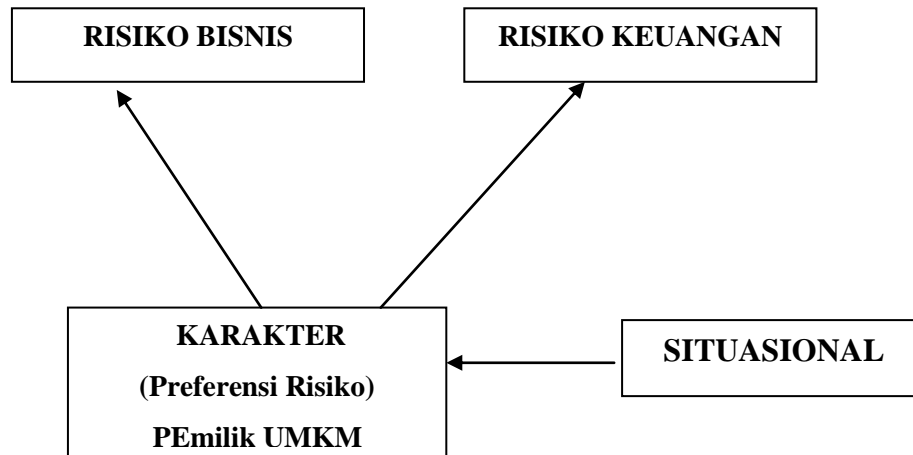 RISIKO BISNIS
RISIKO KEUANGAN
KARAKTER
(Preferensi Risiko)
PEmilik UMKM
SITUASIONAL